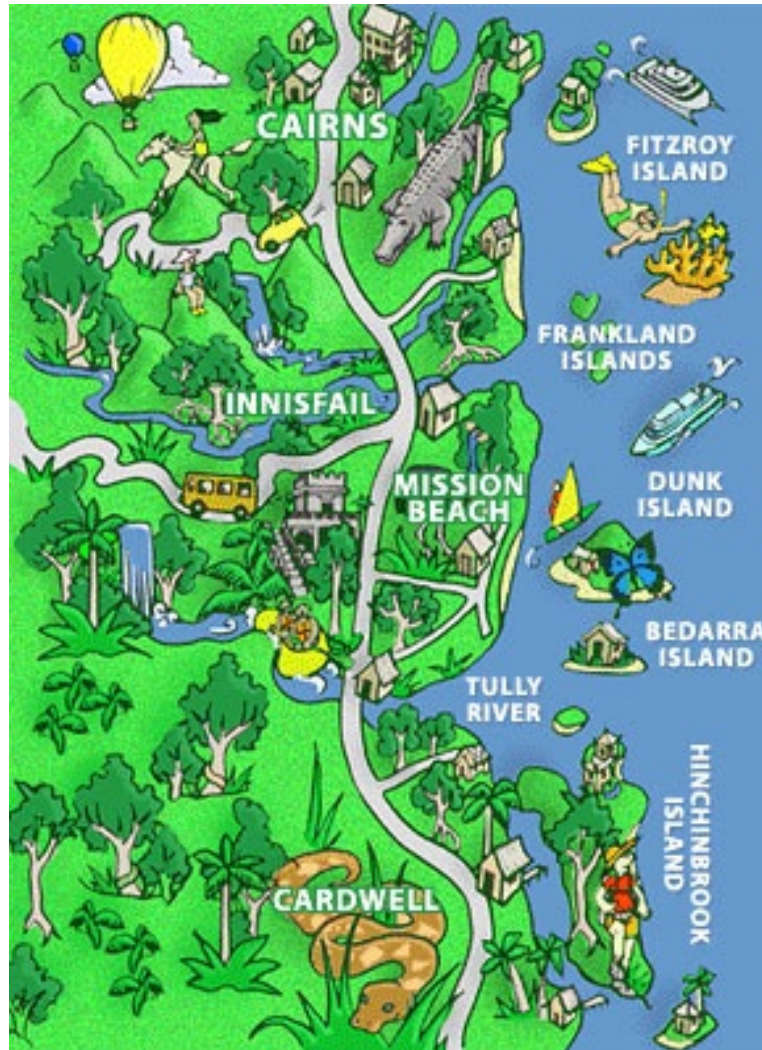 CAIRNS
FITZROY
ISLAND
FRANKLAND
ISLANDS
INNISFAIL
MISSION
BEACH
DUNK
ISLAND
BEDARRA
ISLAND
TULLY
RIVER
HINCHINBROOK
ISLAND
CARDWELL